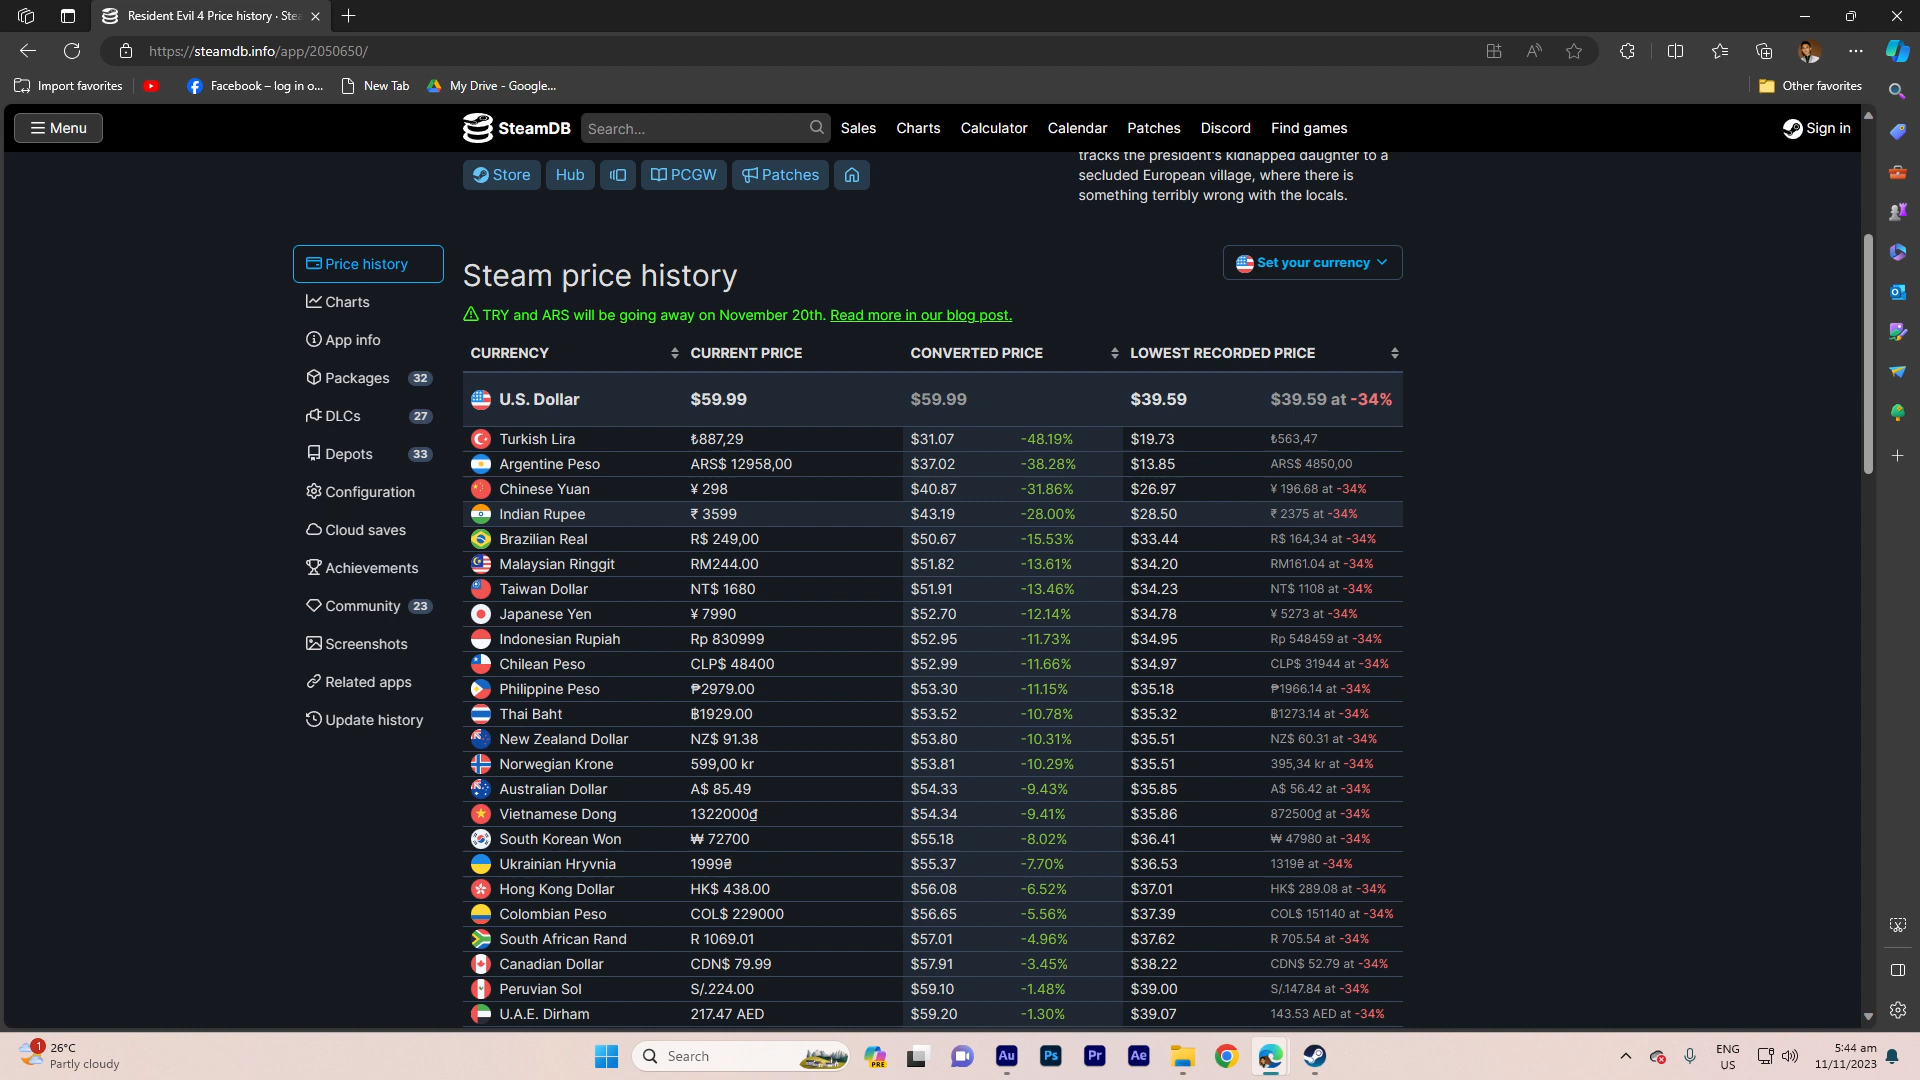 Resident Evil 4 Price history · Stea
https://steamdb.info/app/2050650/
Import favorites
Facebook – log in o...
New Tab
My Drive - Google...
Other favorites
Menu
SteamDB
Search...
Sales Charts Calculator Calendar Patches Discord Find games
Sign in
tracks the president's kidnapped daughter to a
secluded European village, where there is
something terribly wrong with the locals.
Store Hub PCGW Patches
Price history
Charts
App info
Packages 32
DLCs 27
Depots 33
Configuration
Cloud saves
Achievements
Community 23
Screenshots
Related apps
Update history
Steam price history
Set your currency
TRY and ARS will be going away on November 20th. Read more in our blog post.
CURRENCY CURRENT PRICE CONVERTED PRICE LOWEST RECORDED PRICE
U.S. Dollar $59.99 $59.99 $39.59 $39.59 at -34%
Turkish Lira ₺887,29 $31.07 -48.19% $19.73 ₺563,47
Argentine Peso ARS$ 12958,00 $37.02 -38.28% $13.85 ARS$ 4850,00
Chinese Yuan ¥ 298 $40.87 -31.86% $26.97 ¥ 196.68 at -34%
Indian Rupee ₹ 3599 $43.19 -28.00% $28.50 ₹ 2375 at -34%
Brazilian Real R$ 249,00 $50.67 -15.53% $33.44 R$ 164,34 at -34%
Malaysian Ringgit RM244.00 $51.82 -13.61% $34.20 RM161.04 at -34%
Taiwan Dollar NT$ 1680 $51.91 -13.46% $34.23 NT$ 1108 at -34%
Japanese Yen ¥ 7990 $52.70 -12.14% $34.78 ¥ 5273 at -34%
Indonesian Rupiah Rp 830999 $52.95 -11.73% $34.95 Rp 548459 at -34%
Chilean Peso CLP$ 48400 $52.99 -11.66% $34.97 CLP$ 31944 at -34%
Philippine Peso ₱2979.00 $53.30 -11.15% $35.18 ₱1966.14 at -34%
Thai Baht ฿1929.00 $53.52 -10.78% $35.32 ฿1273.14 at -34%
New Zealand Dollar NZ$ 91.38 $53.80 -10.31% $35.51 NZ$ 60.31 at -34%
Norwegian Krone 599,00 kr $53.81 -10.29% $35.51 395,34 kr at -34%
Australian Dollar A$ 85.49 $54.33 -9.43% $35.85 A$ 56.42 at -34%
Vietnamese Dong 1322000₫ $54.34 -9.41% $35.86 872500₫ at -34%
South Korean Won ₩ 72700 $55.18 -8.02% $36.41 ₩ 47980 at -34%
Ukrainian Hryvnia 1999₴ $55.37 -7.70% $36.53 1319₴ at -34%
Hong Kong Dollar HK$ 438.00 $56.08 -6.52% $37.01 HK$ 289.08 at -34%
Colombian Peso COL$ 229000 $56.65 -5.56% $37.39 COL$ 151140 at -34%
South African Rand R 1069.01 $57.01 -4.96% $37.62 R 705.54 at -34%
Canadian Dollar CDN$ 79.99 $57.91 -3.45% $38.22 CDN$ 52.79 at -34%
Peruvian Sol S/.224.00 $59.10 -1.48% $39.00 S/.147.84 at -34%
U.A.E. Dirham 217.47 AED $59.20 -1.30% $39.07 143.53 AED at -34%
1
26°C
Partly cloudy
Search
PRE
Au Ps Pr Ae
ENG
US
5:44 am
11/11/2023